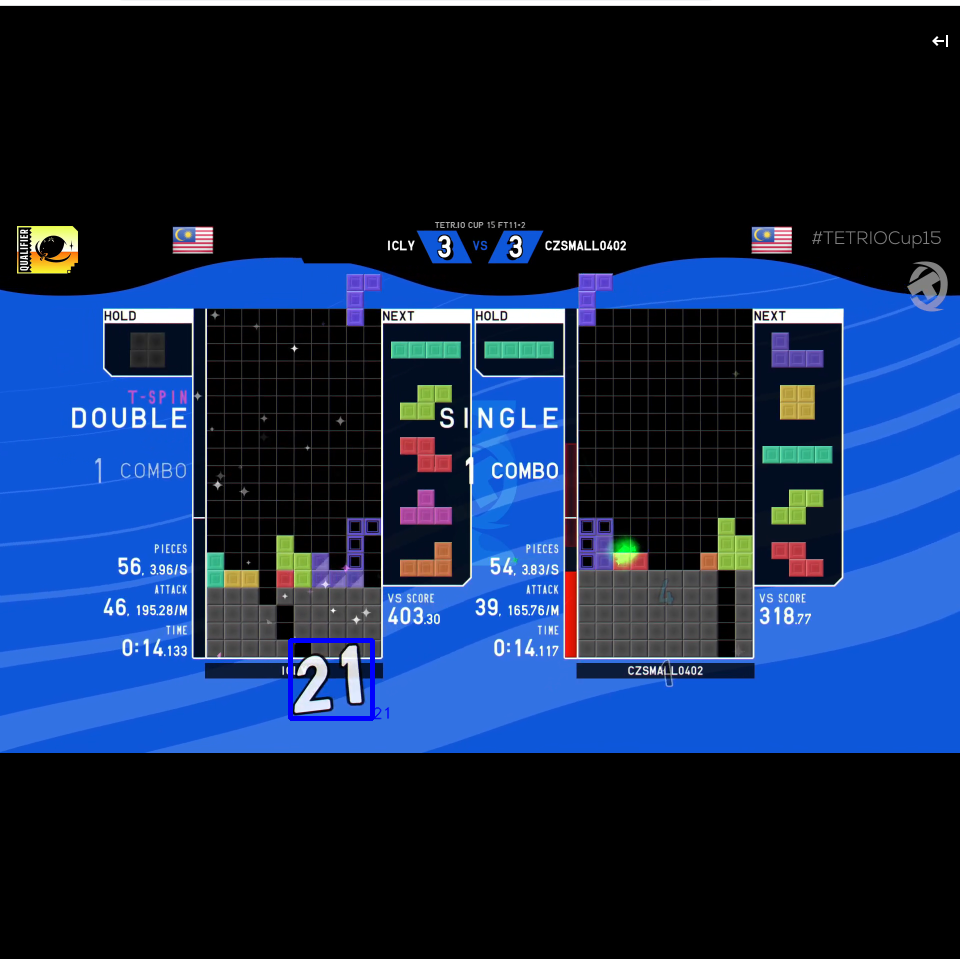 TETR.IO CUP 15 FT11-2
QUALIFIER
ICLY 3 VS 3 CZSMALL0402
#TETRIOCup15
HOLD
NEXT
HOLD
NEXT
T-SPIN
DOUBLE
1 COMBO
SINGLE
1 COMBO
PIECES
56, 3.96/S
ATTACK
46, 195.28/M
TIME
0:14.133
VS SCORE
403.30
PIECES
54, 3.83/S
ATTACK
39, 165.76/M
TIME
0:14.117
VS SCORE
318.77
CZSMALL0402
21
21
4
1